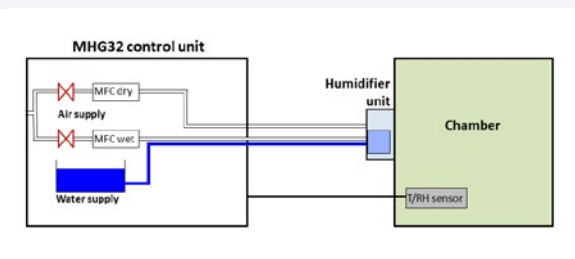 MHG32 control unit
MFC dry
Air supply
MFC wet
Water supply
Humidifier
unit
Chamber
T/RH sensor